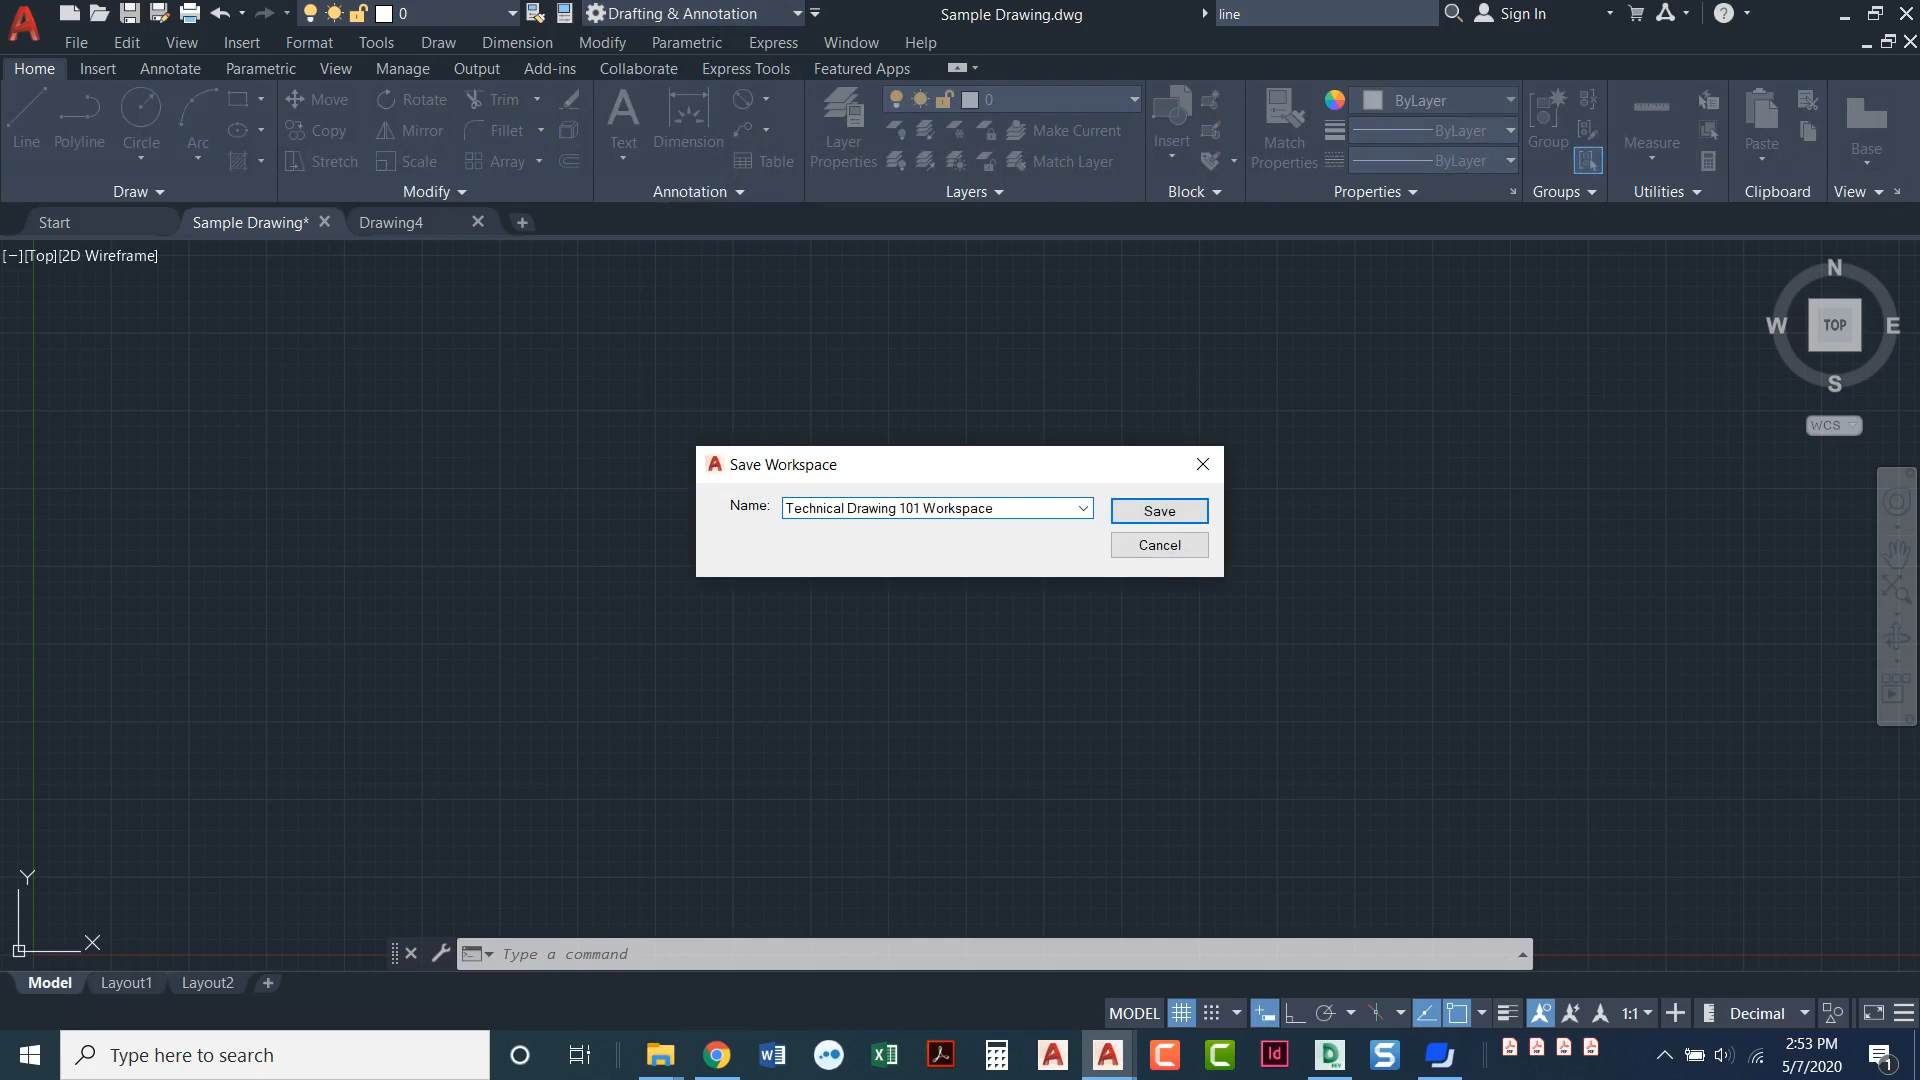 0 Drafting & Annotation Sample Drawing.dwg line Sign In
File Edit View Insert Format Tools Draw Dimension Modify Parametric Express Window Help
Home Insert Annotate Parametric View Manage Output Add-ins Collaborate Express Tools Featured Apps
Line Polyline Circle Arc
Move Rotate Trim
Copy Mirror Fillet
Stretch Scale Array
Text Dimension Table
Layer Properties
0
Make Current
Match Layer
Insert
Match Properties
ByLayer
ByLayer
ByLayer
Group
Measure
Paste
Base
Draw Modify Annotation Layers Block Properties Groups Utilities Clipboard View
Start Sample Drawing* Drawing4
[−][Top][2D Wireframe]
N
W TOP E
S
WCS
Save Workspace
Name: Technical Drawing 101 Workspace Save
Cancel
Y
X
Type a command
Model Layout1 Layout2
MODEL 1:1 Decimal
Type here to search
2:53 PM
5/7/2020
1